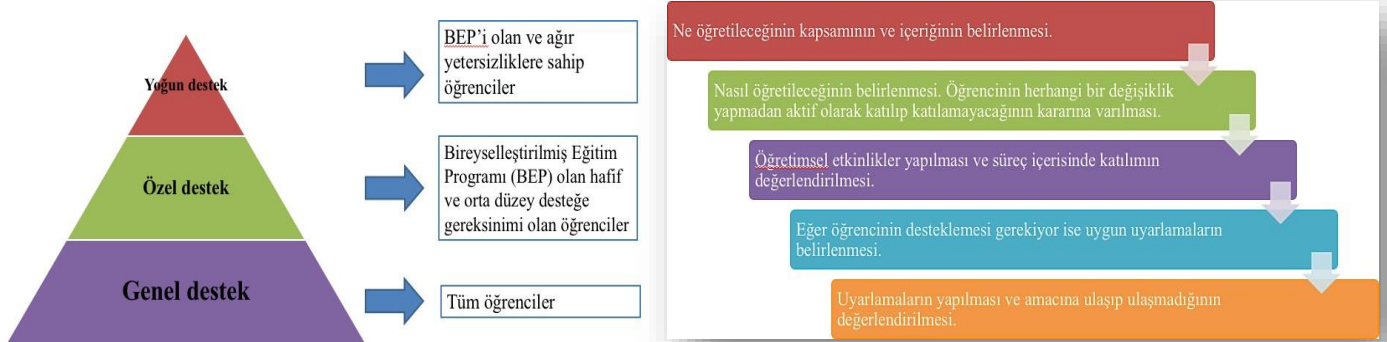 Yoğun destek
Özel destek
Genel destek
BEP’i olan ve ağır
yetersizliklere sahip
öğrenciler
Bireyselleştirilmiş Eğitim
Programı (BEP) olan hafif
ve orta düzey desteğe
gereksinimi olan öğrenciler
Tüm öğrenciler
Ne öğretileceğinin kapsamının ve içeriğinin belirlenmesi.
Nasıl öğretileceğinin belirlenmesi. Öğrencinin herhangi bir değişiklik
yapmadan aktif olarak katılıp katılamayacağının kararına varılması.
Öğretimsel etkinlikler yapılması ve süreç içerisinde katılımın
değerlendirilmesi.
Eğer öğrencinin desteklemesi gerekiyor ise uygun uyarlamaların
belirlenmesi.
Uyarlamaların yapılması ve amacına ulaşıp ulaşmadığının
değerlendirilmesi.